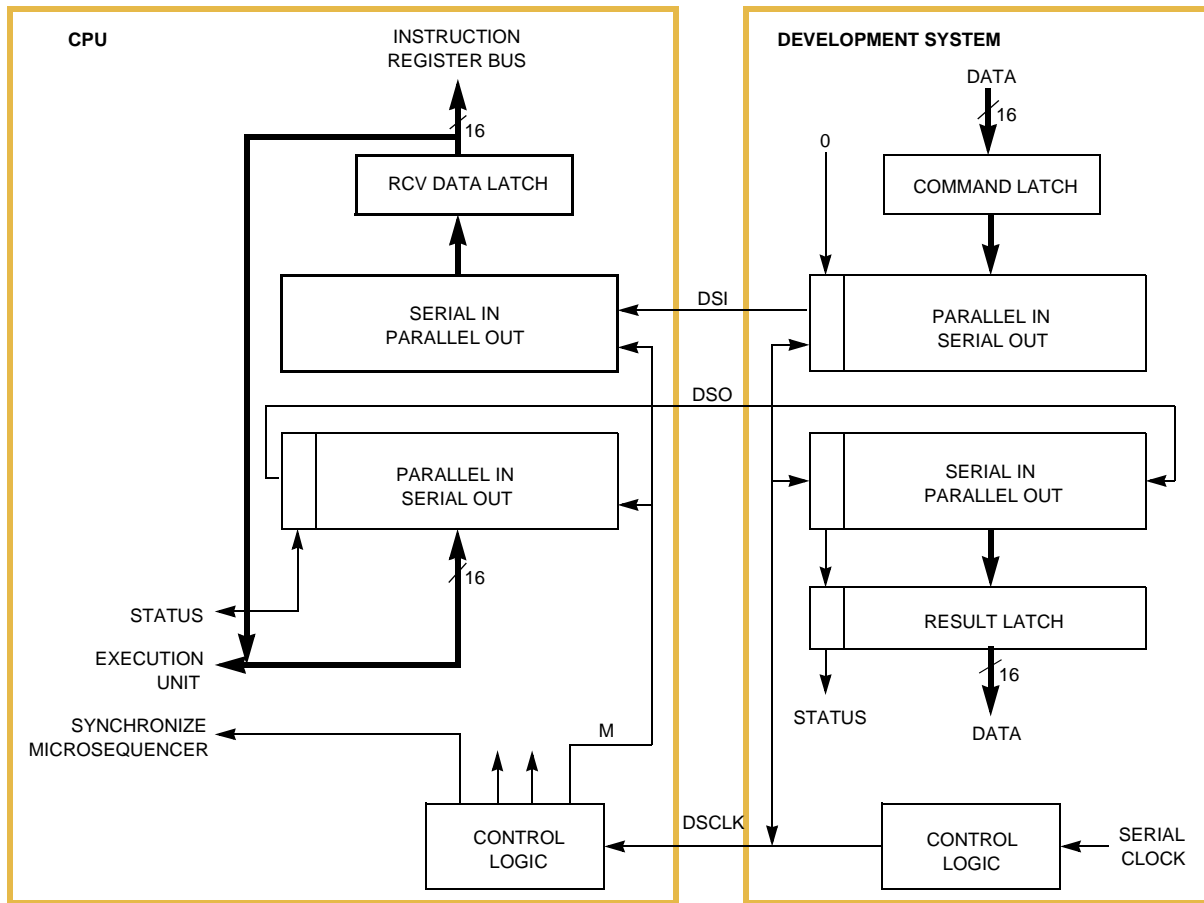 CPU
INSTRUCTION
REGISTER BUS
16
RCV DATA LATCH
SERIAL IN
PARALLEL OUT
PARALLEL IN
SERIAL OUT
16
STATUS
EXECUTION
UNIT
SYNCHRONIZE
MICROSEQUENCER
M
CONTROL
LOGIC
DSI
DSO
DSCLK
DEVELOPMENT SYSTEM
DATA
16
0
COMMAND LATCH
PARALLEL IN
SERIAL OUT
SERIAL IN
PARALLEL OUT
RESULT LATCH
16
STATUS
DATA
CONTROL
LOGIC
SERIAL
CLOCK